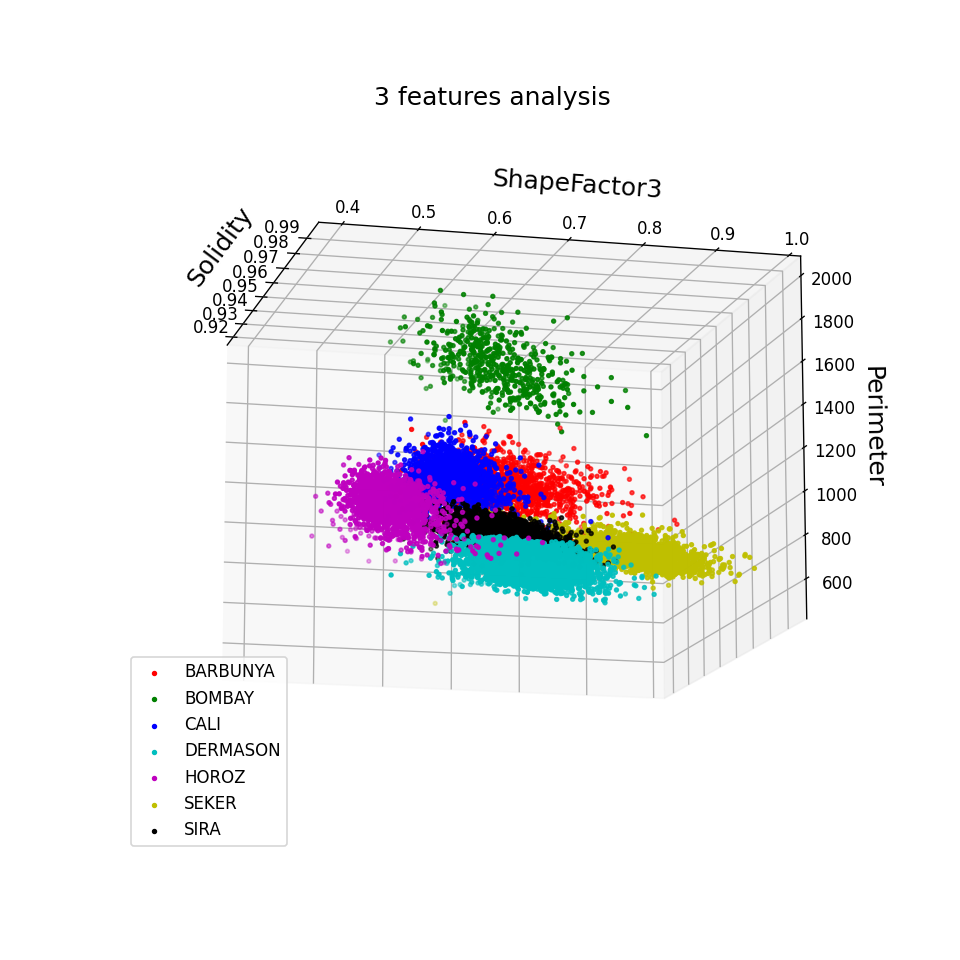 3 features analysis
ShapeFactor3
0.4 0.5 0.6 0.7 0.8 0.9 1.0
Solidity
0.99
0.98
0.97
0.96
0.95
0.94
0.93
0.92
Perimeter
2000
1800
1600
1400
1200
1000
800
600
BARBUNYA
BOMBAY
CALI
DERMASON
HOROZ
SEKER
SIRA